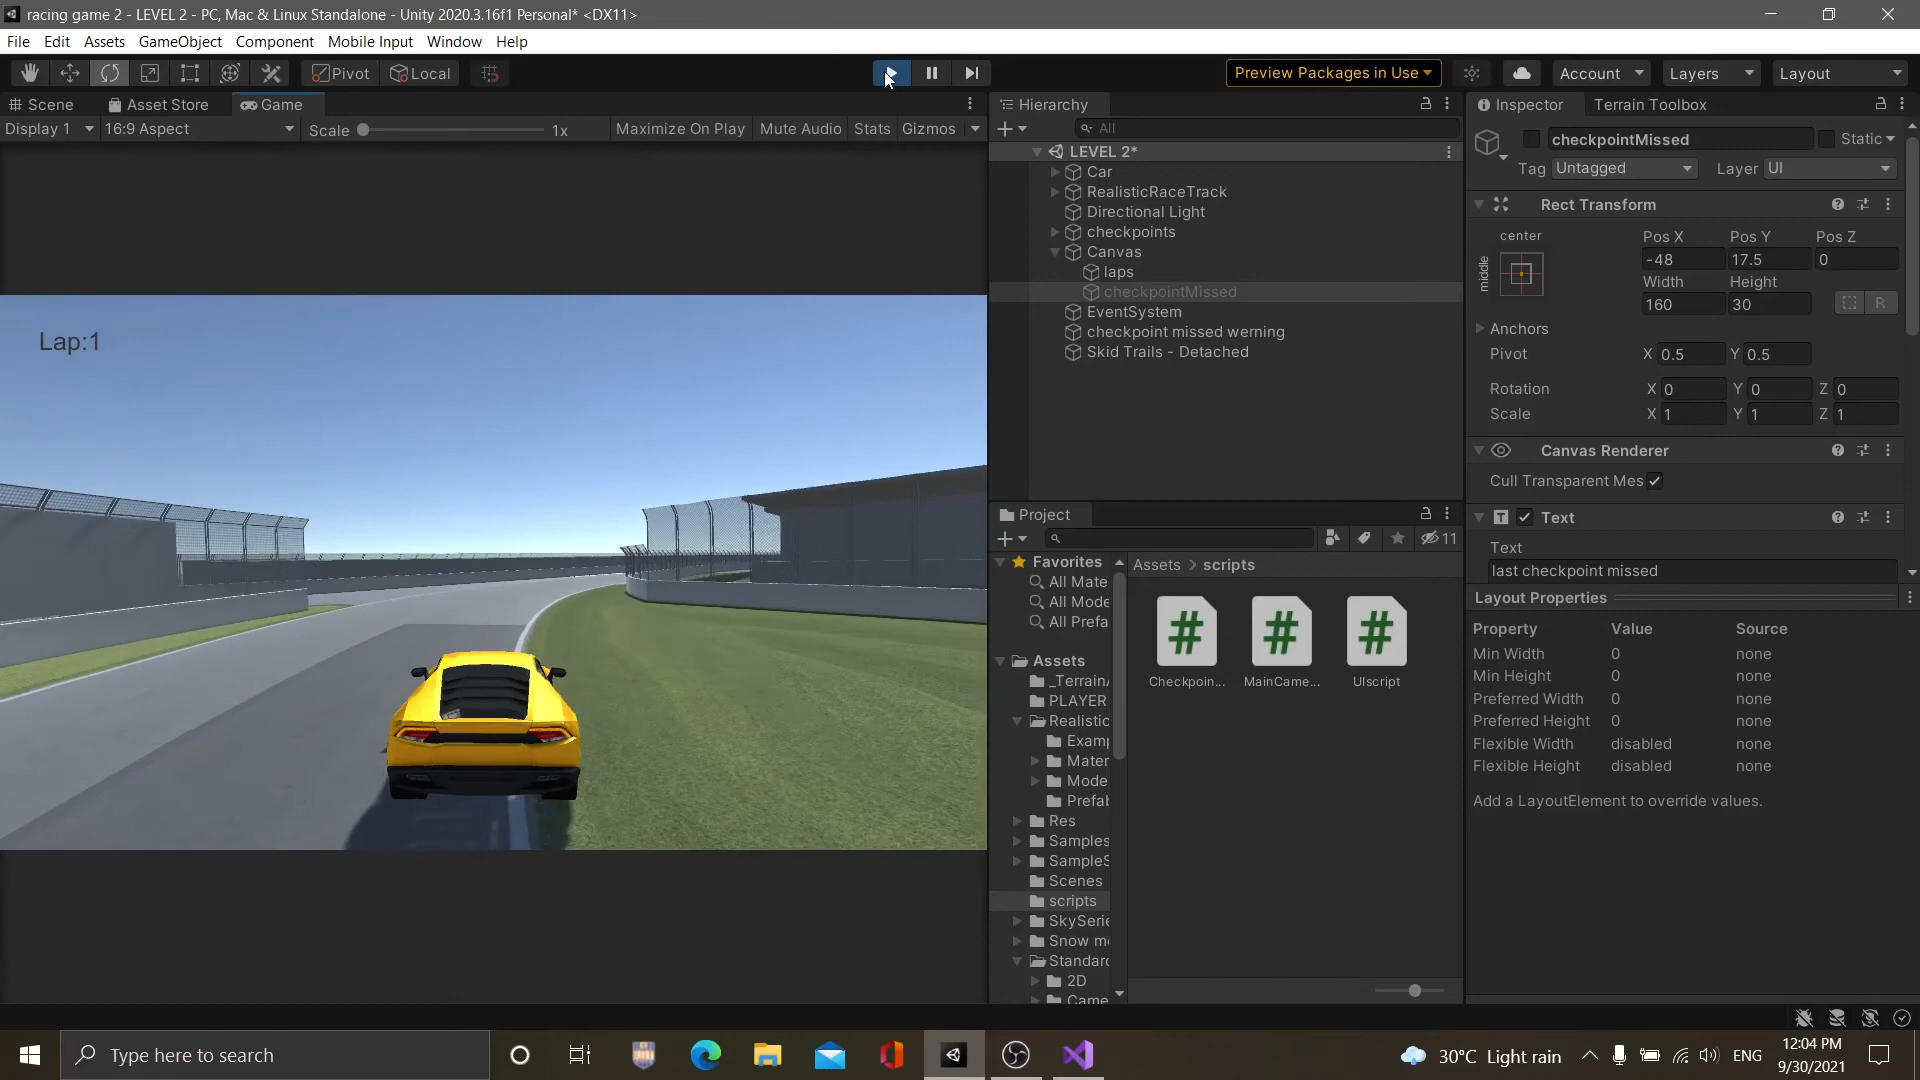 racing game 2 - LEVEL 2 - PC, Mac & Linux Standalone - Unity 2020.3.16f1 Personal* <DX11>
File Edit Assets GameObject Component Mobile Input Window Help
Pivot Local Preview Packages in Use Account Layers Layout
Scene Asset Store Game
Display 1 16:9 Aspect Scale 1x Maximize On Play Mute Audio Stats Gizmos
Lap:1
Hierarchy
All
LEVEL 2*
Car
RealisticRaceTrack
Directional Light
checkpoints
Canvas
laps
checkpointMissed
EventSystem
checkpoint missed werning
Skid Trails - Detached
Project
11
Favorites
All Mate
All Mode
All Prefa
Assets
_Terrain
PLAYER
Realistic
Examp
Mater
Mode
Prefab
Res
Samples
SampleS
Scenes
scripts
SkySerie
Snow m
Standard
2D
Came
Assets > scripts
Checkpoin... MainCame... UIscript
Inspector Terrain Toolbox
checkpointMissed Static
Tag Untagged Layer UI
Rect Transform
center
middle
Pos X Pos Y Pos Z
-48 17.5 0
Width Height
160 30 R
Anchors
Pivot X 0.5 Y 0.5
Rotation X 0 Y 0 Z 0
Scale X 1 Y 1 Z 1
Canvas Renderer
Cull Transparent Mes
T Text
Text
last checkpoint missed
Layout Properties
Property Value Source
Min Width 0 none
Min Height 0 none
Preferred Width 0 none
Preferred Height 0 none
Flexible Width disabled none
Flexible Height disabled none
Add a LayoutElement to override values.
Type here to search
30°C Light rain ENG
12:04 PM
9/30/2021